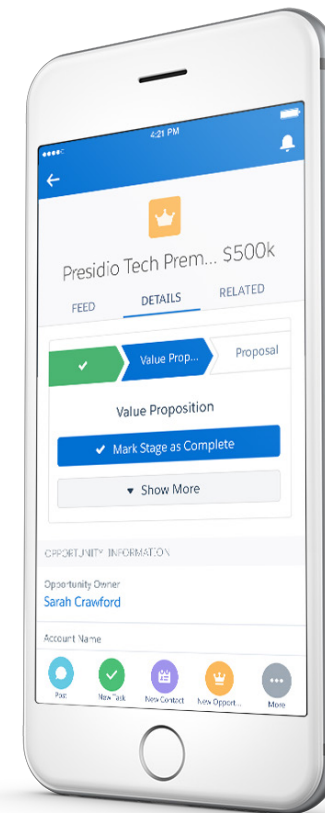 4:21 PM
Presidio Tech Prem... $500k
FEED DETAILS RELATED
Value Prop... Proposal
Value Proposition
Mark Stage as Complete
Show More
OPPORTUNITY INFORMATION
Opportunity Owner
Sarah Crawford
Account Name
Post New Task New Contact New Opport... More